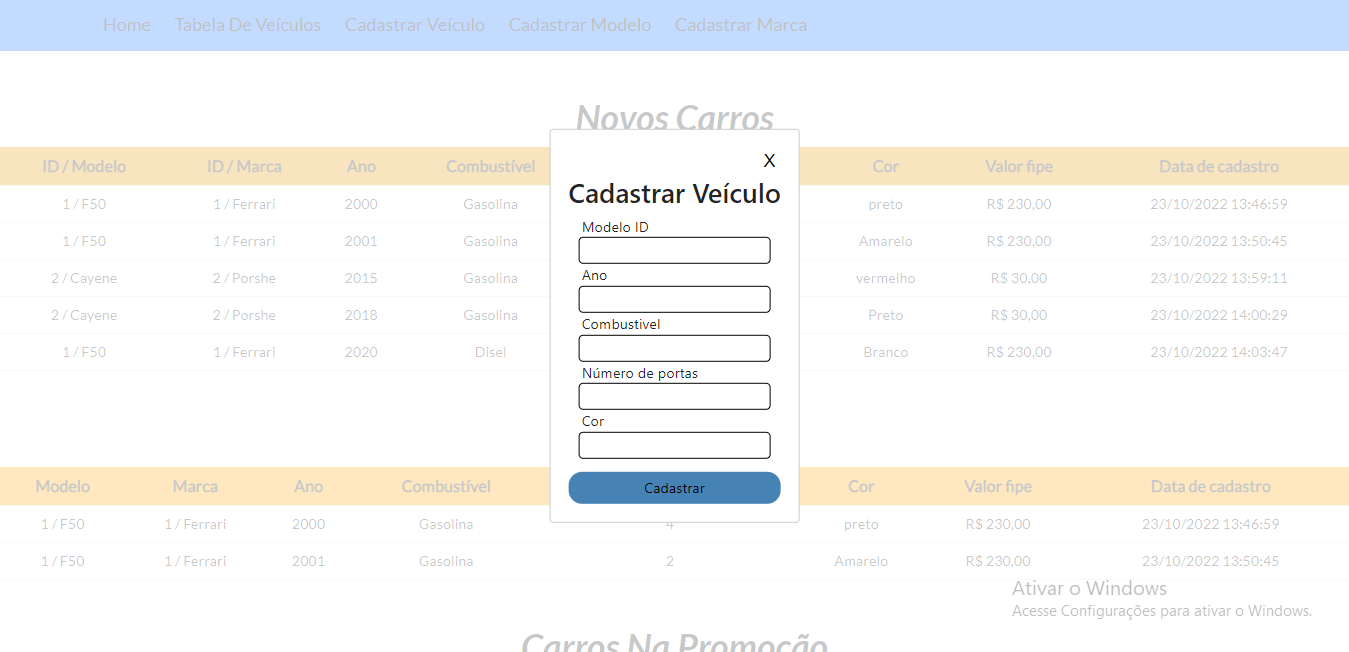 Home Tabela De Veículos Cadastrar Veículo Cadastrar Modelo Cadastrar Marca
Novos Carros
ID / Modelo ID / Marca Ano Combustível Cor Valor fipe Data de cadastro
1 / F50 1 / Ferrari 2000 Gasolina preto R$ 230,00 23/10/2022 13:46:59
1 / F50 1 / Ferrari 2001 Gasolina Amarelo R$ 230,00 23/10/2022 13:50:45
2 / Cayene 2 / Porshe 2015 Gasolina vermelho R$ 30,00 23/10/2022 13:59:11
2 / Cayene 2 / Porshe 2018 Gasolina Preto R$ 30,00 23/10/2022 14:00:29
1 / F50 1 / Ferrari 2020 Disel Branco R$ 230,00 23/10/2022 14:03:47
X
Cadastrar Veículo
Modelo ID
Ano
Combustivel
Número de portas
Cor
Cadastrar
Modelo Marca Ano Combustível Cor Valor fipe Data de cadastro
1 / F50 1 / Ferrari 2000 Gasolina 4 preto R$ 230,00 23/10/2022 13:46:59
1 / F50 1 / Ferrari 2001 Gasolina 2 Amarelo R$ 230,00 23/10/2022 13:50:45
Ativar o Windows
Acesse Configurações para ativar o Windows.
Carros Na Promoção